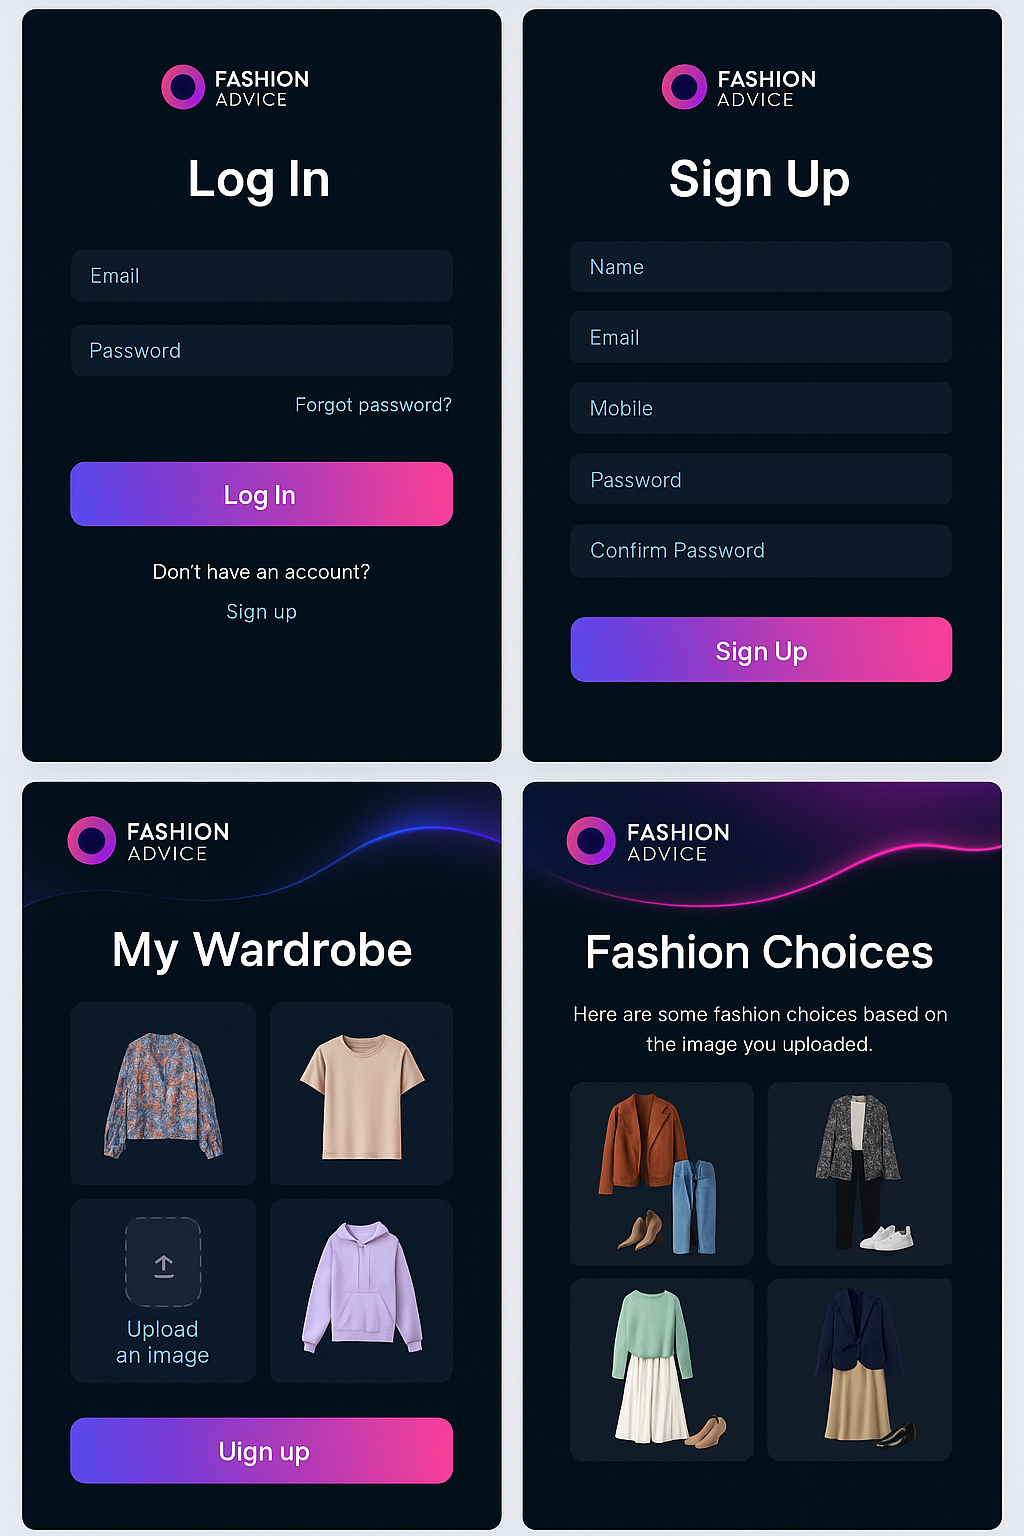 FASHION
ADVICE
Log In
Email
Password
Forgot password?
Log In
Don't have an account?
Sign up
FASHION
ADVICE
Sign Up
Name
Email
Mobile
Password
Confirm Password
Sign Up
FASHION
ADVICE
My Wardrobe
Upload
an image
Uign up
FASHION
ADVICE
Fashion Choices
Here are some fashion choices based on
the image you uploaded.